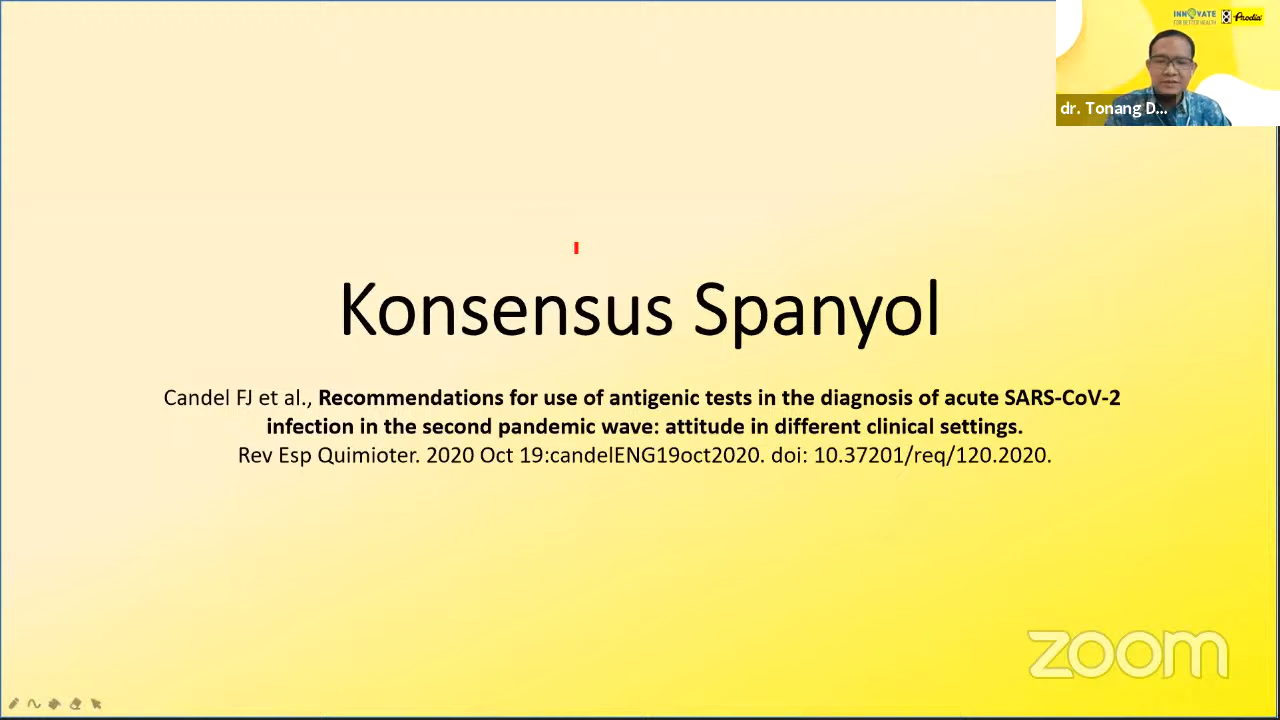 INNOVATE
FOR BETTER HEALTH
Prodia
dr. Tonang D...
Konsensus Spanyol
Candel FJ et al., Recommendations for use of antigenic tests in the diagnosis of acute SARS-CoV-2
infection in the second pandemic wave: attitude in different clinical settings.
Rev Esp Quimioter. 2020 Oct 19:candelENG19oct2020. doi: 10.37201/req/120.2020.
zoom